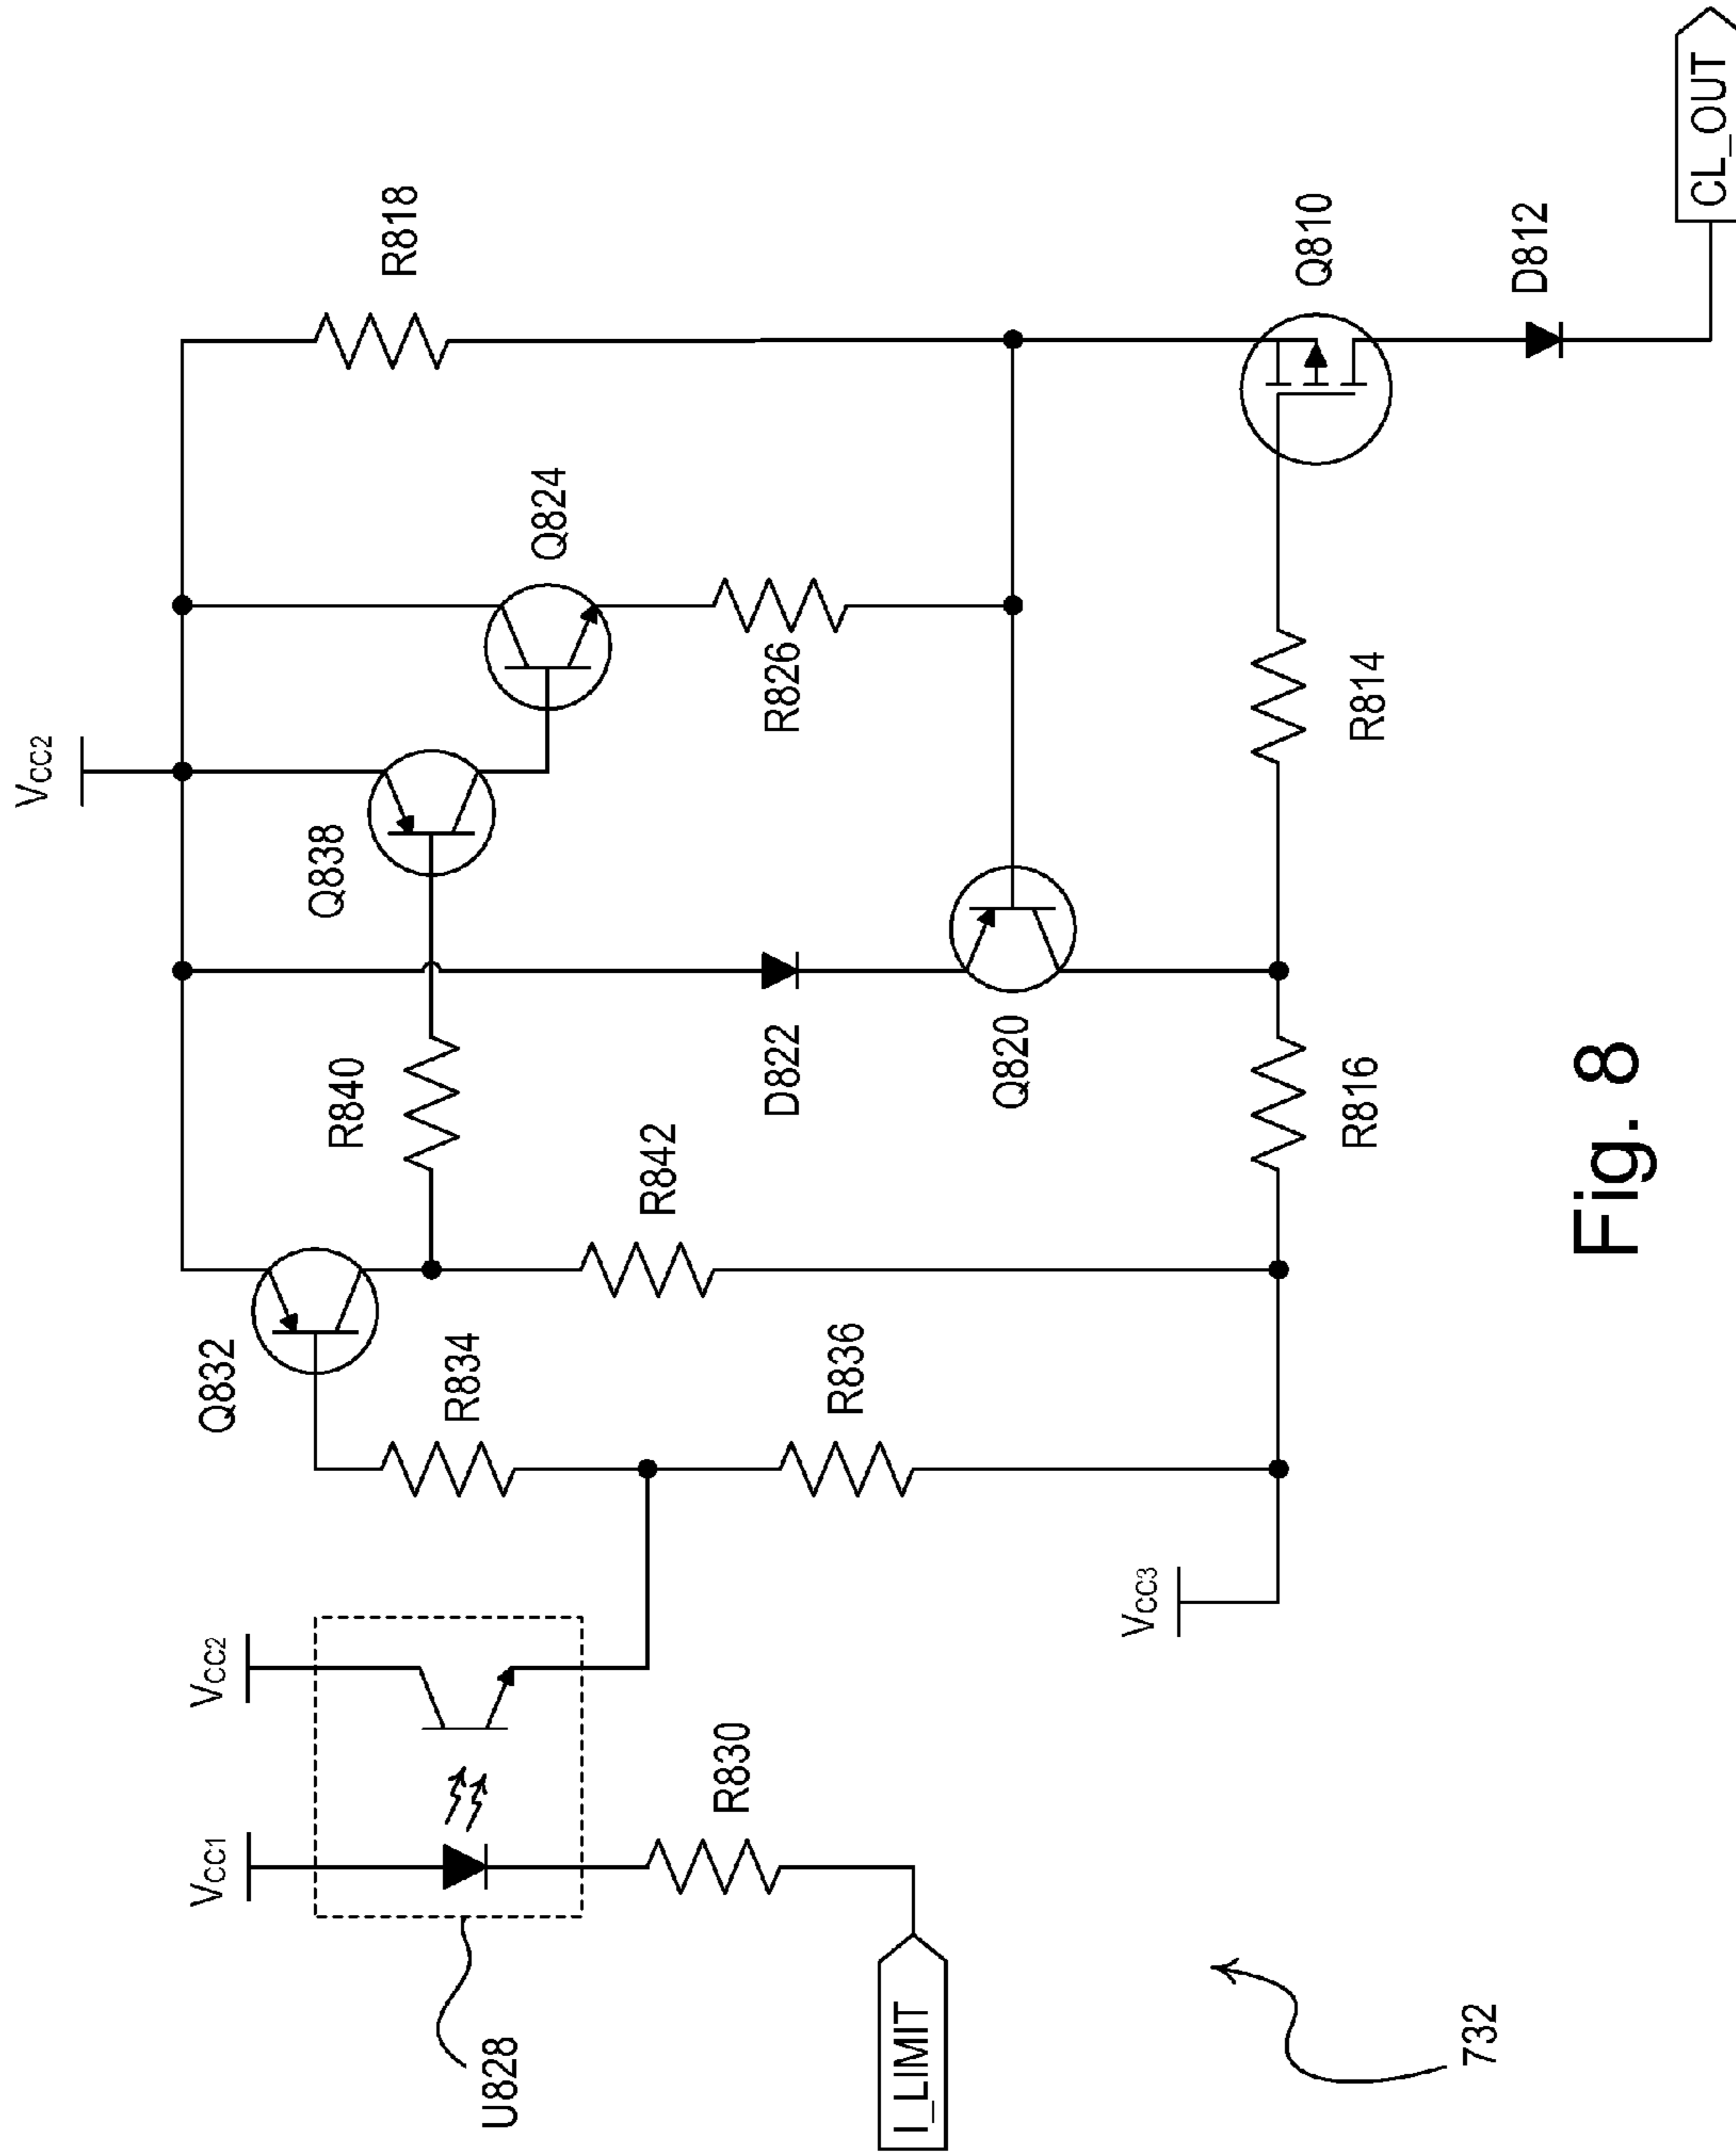 VCC2
R818
Q824
Q838
R826
Q832
R840
D822
R834
R842
Q820
R836
VCC1
VCC2
U828
R830
I_LIMIT
VCC3
R816
R814
Q810
D812
CL_OUT
732
Fig. 8